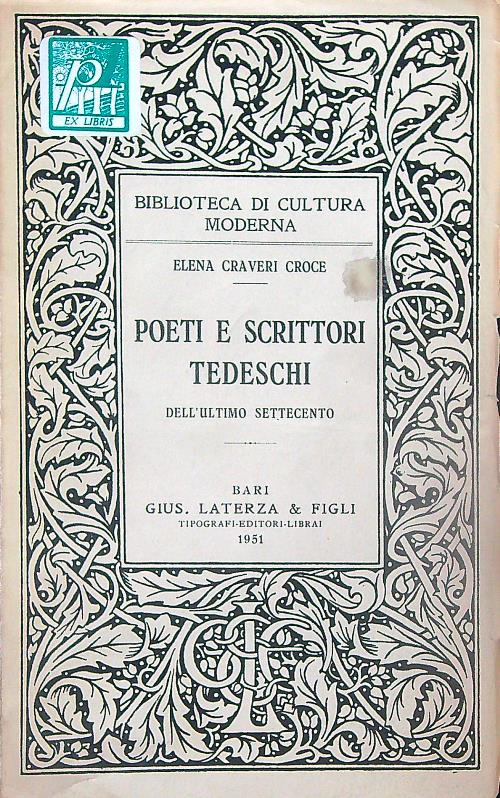 Prit
EX LIBRIS
BIBLIOTECA DI CULTURA
MODERNA
ELENA CRAVERI CROCE
POETI E SCRITTORI
TEDESCHI
DELL'ULTIMO SETTECENTO
BARI
GIUS. LATERZA & FIGLI
TIPOGRAFI-EDITORI-LIBRAI
1951